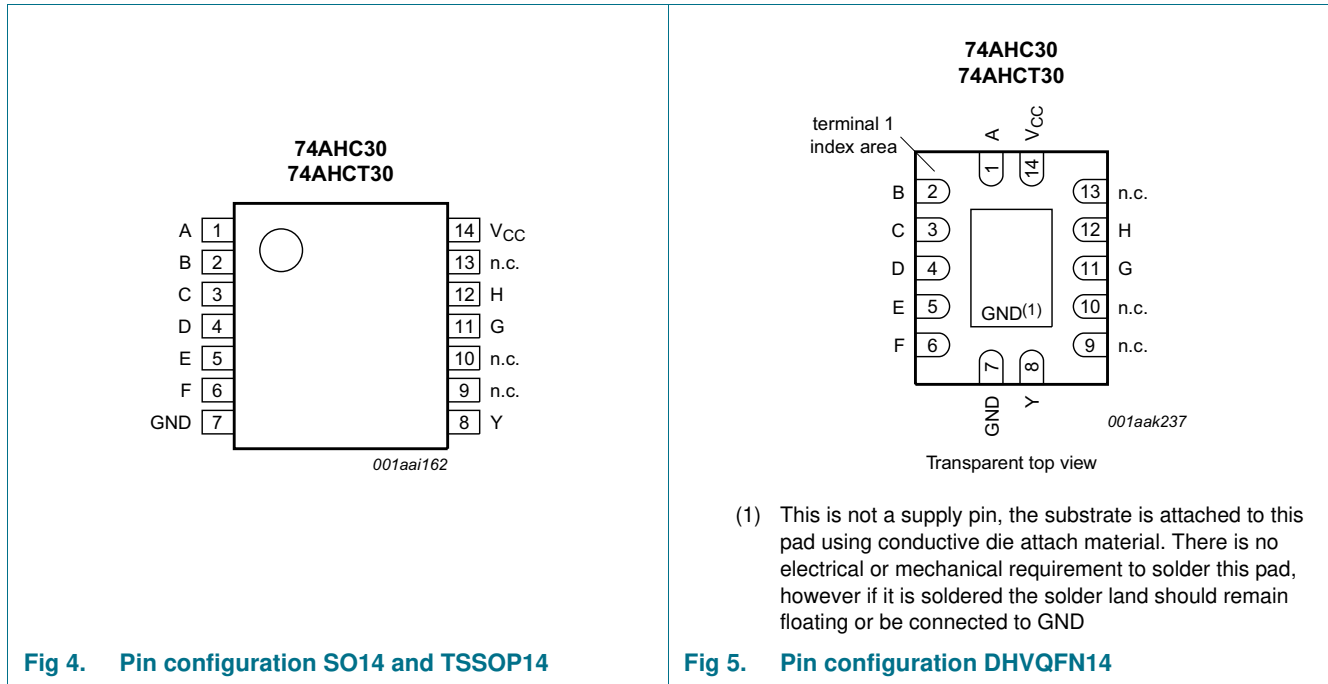 74AHC30
74AHCT30
A 1
B 2
C 3
D 4
E 5
F 6
GND 7
14 VCC
13 n.c.
12 H
11 G
10 n.c.
9 n.c.
8 Y
001aai162
Fig 4. Pin configuration SO14 and TSSOP14
74AHC30
74AHCT30
terminal 1
index area
A
VCC
1
14
B 2
C 3
D 4
E 5
F 6
13 n.c.
12 H
11 G
10 n.c.
9 n.c.
GND(1)
7
8
GND
Y
001aak237
Transparent top view
(1) This is not a supply pin, the substrate is attached to this
pad using conductive die attach material. There is no
electrical or mechanical requirement to solder this pad,
however if it is soldered the solder land should remain
floating or be connected to GND
Fig 5. Pin configuration DHVQFN14